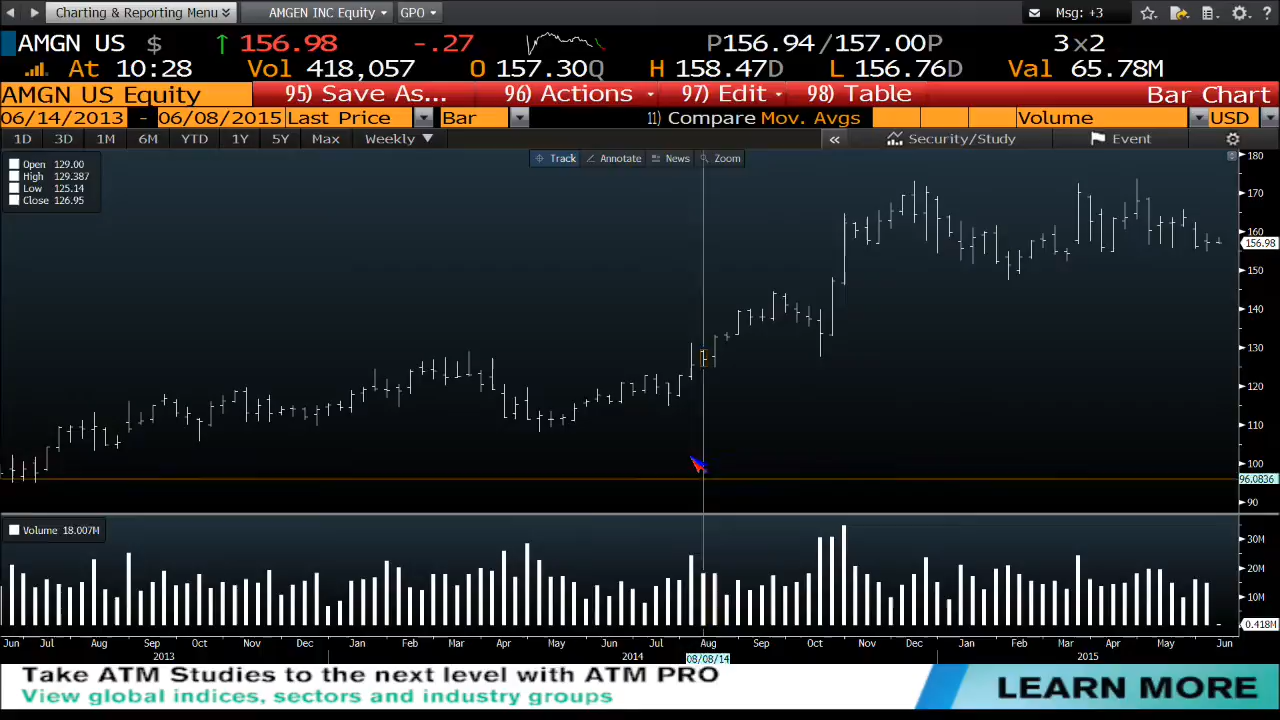 Charting & Reporting Menu AMGEN INC Equity GPO Msg: +3 ?
AMGN US $ ↑ 156.98 -.27 P156.94/157.00P 3x2
At 10:28 Vol 418,057 O 157.30Q H 158.47D L 156.76D Val 65.78M
AMGN US Equity 95) Save As... 96) Actions 97) Edit 98) Table Bar Chart
06/14/2013 - 06/08/2015 Last Price Bar 11) Compare Mov. Avgs Volume USD
1D 3D 1M 6M YTD 1Y 5Y Max Weekly ▼ « Security/Study Event
Track Annotate News Zoom
Open 129.00
High 129.387
Low 125.14
Close 126.95
180
170
160
156.98
150
140
130
120
110
100
96.0836
90
Volume 18.007M
30M
20M
10M
0.418M
Jun Jul Aug Sep Oct Nov Dec Jan Feb Mar Apr May Jun Jul Aug Sep Oct Nov Dec Jan Feb Mar Apr May Jun
2013 2014 08/08/14 2015
Take ATM Studies to the next level with ATM PRO
View global indices, sectors and industry groups
LEARN MORE